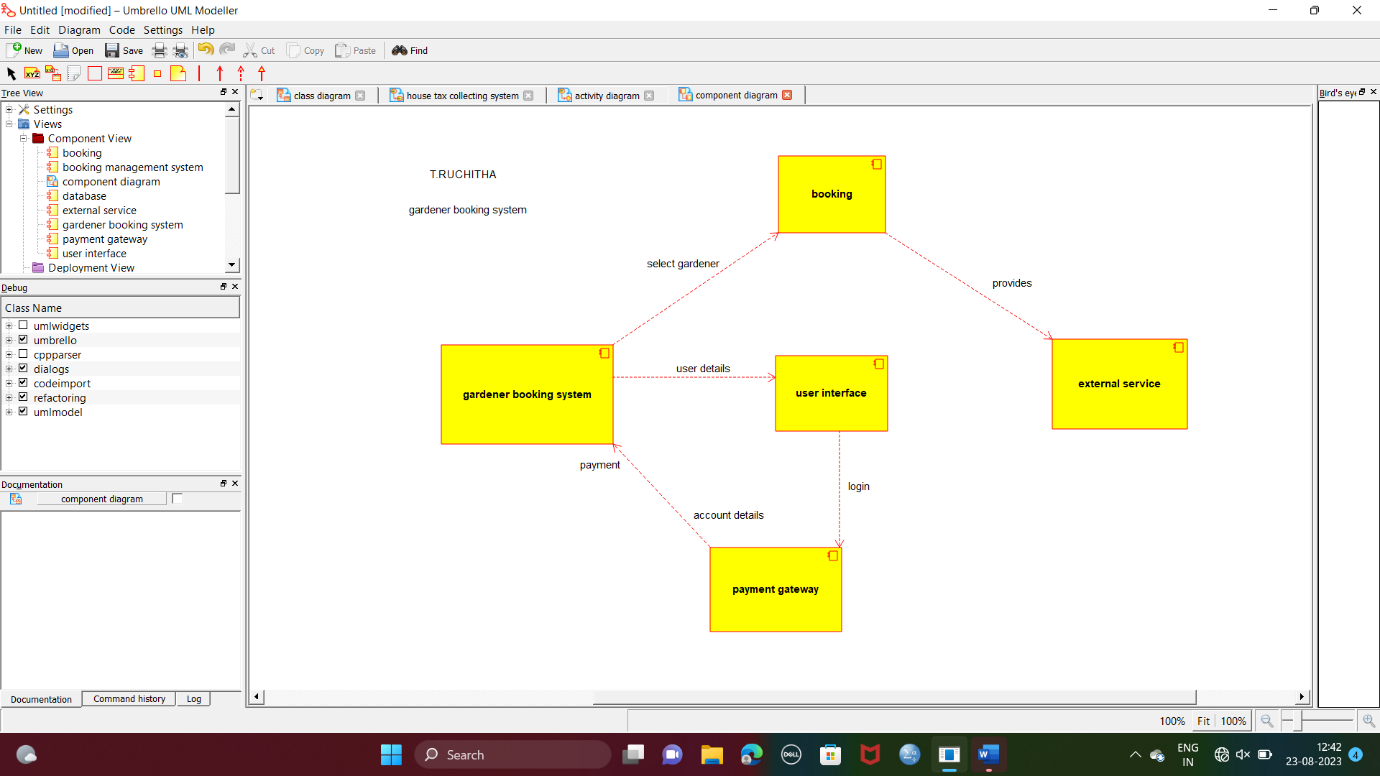 Untitled [modified] – Umbrello UML Modeller
File Edit Diagram Code Settings Help
New Open Save Cut Copy Paste Find
XYZ
Tree View
class diagram house tax collecting system activity diagram component diagram
Bird's eye
Settings
Views
Component View
booking
booking management system
component diagram
database
external service
gardener booking system
payment gateway
user interface
Deployment View
Debug
Class Name
umlwidgets
umbrello
cppparser
dialogs
codeimport
refactoring
umlmodel
Documentation
component diagram
Documentation Command history Log
T.RUCHITHA
gardener booking system
booking
select gardener
provides
gardener booking system
user details
user interface
external service
payment
login
account details
payment gateway
100% Fit 100%
Search
DELL
W
ENG
IN
12:42
23-08-2023
4